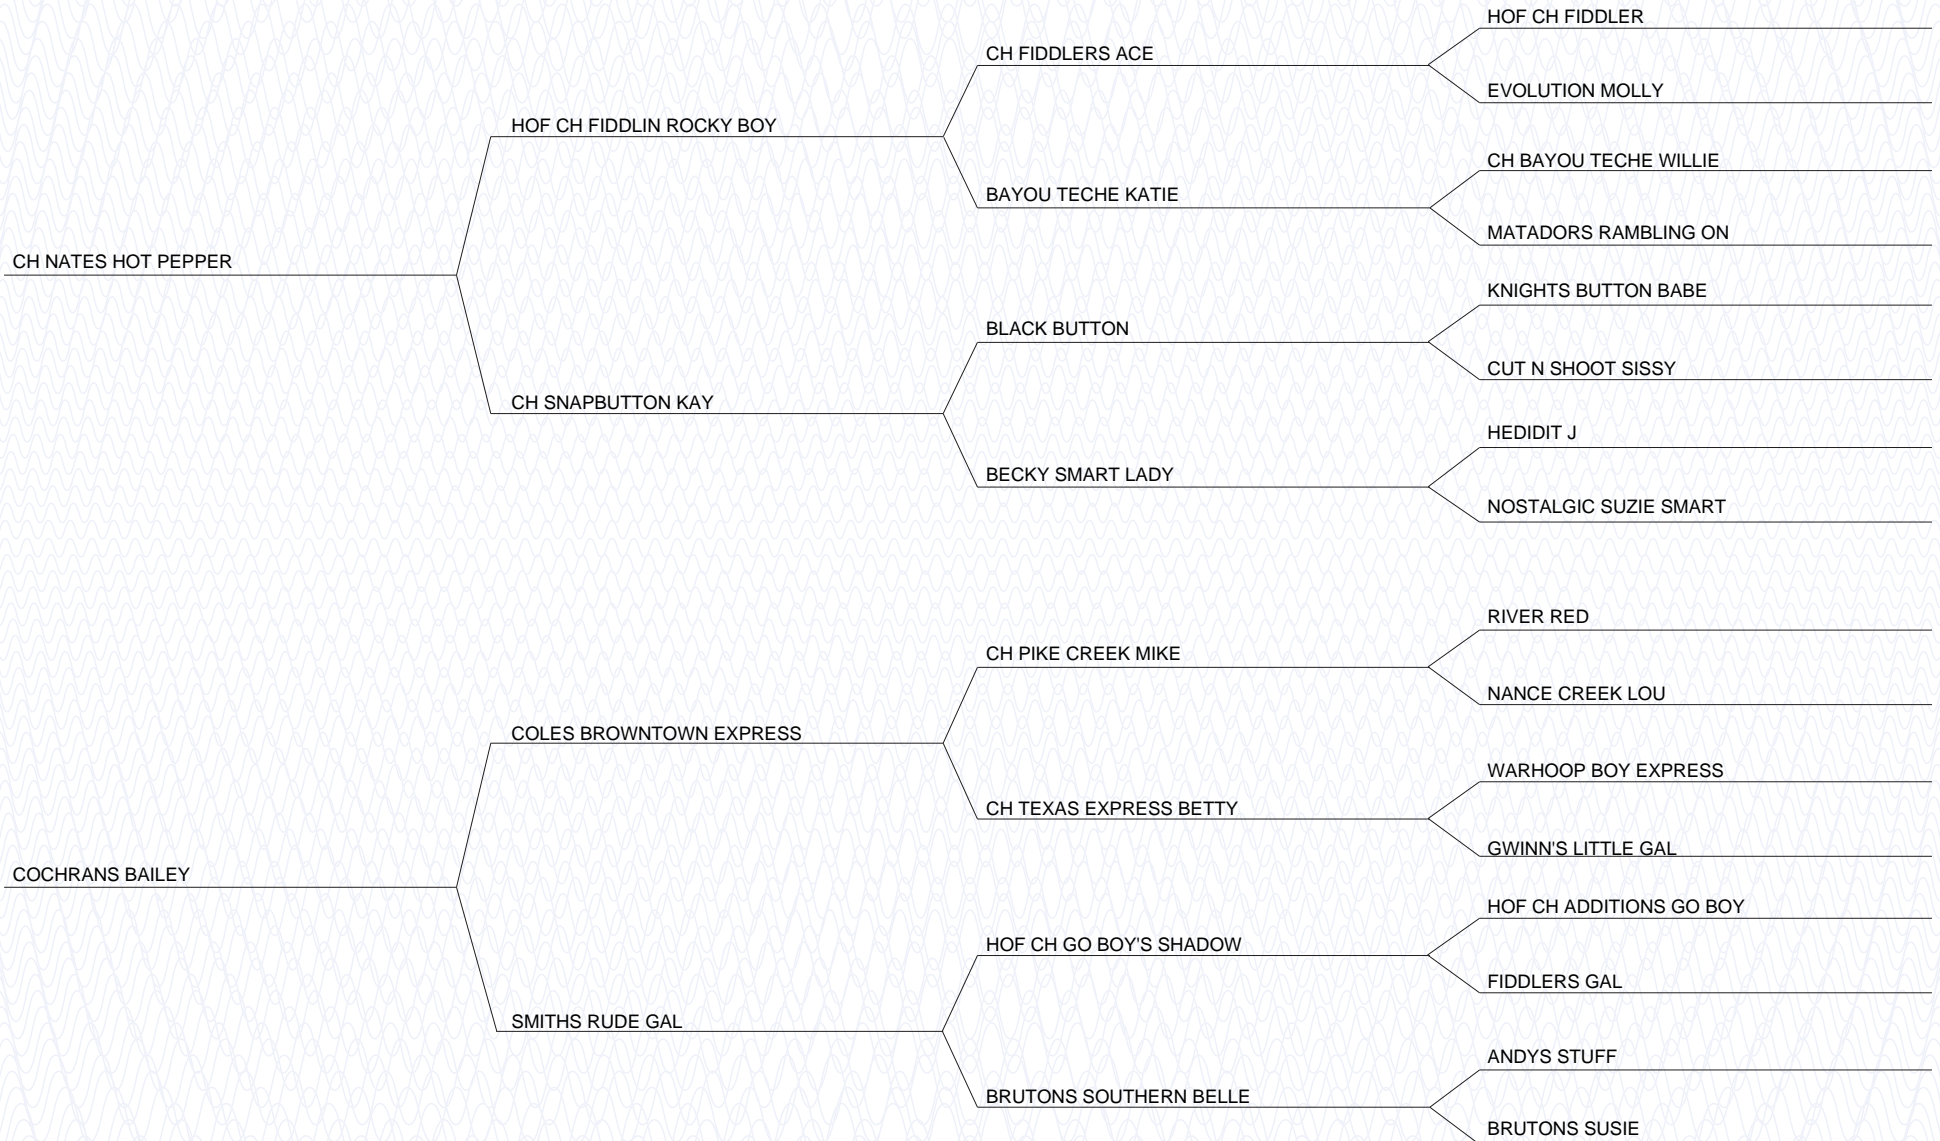 HOF CH FIDDLER
CH FIDDLERS ACE
EVOLUTION MOLLY
HOF CH FIDDLIN ROCKY BOY
CH BAYOU TECHE WILLIE
BAYOU TECHE KATIE
MATADORS RAMBLING ON
CH NATES HOT PEPPER
KNIGHTS BUTTON BABE
BLACK BUTTON
CUT N SHOOT SISSY
CH SNAPBUTTON KAY
HEDIDIT J
BECKY SMART LADY
NOSTALGIC SUZIE SMART
RIVER RED
CH PIKE CREEK MIKE
NANCE CREEK LOU
COLES BROWNTOWN EXPRESS
WARHOOP BOY EXPRESS
CH TEXAS EXPRESS BETTY
GWINN'S LITTLE GAL
COCHRANS BAILEY
HOF CH ADDITIONS GO BOY
HOF CH GO BOY'S SHADOW
FIDDLERS GAL
SMITHS RUDE GAL
ANDYS STUFF
BRUTONS SOUTHERN BELLE
BRUTONS SUSIE